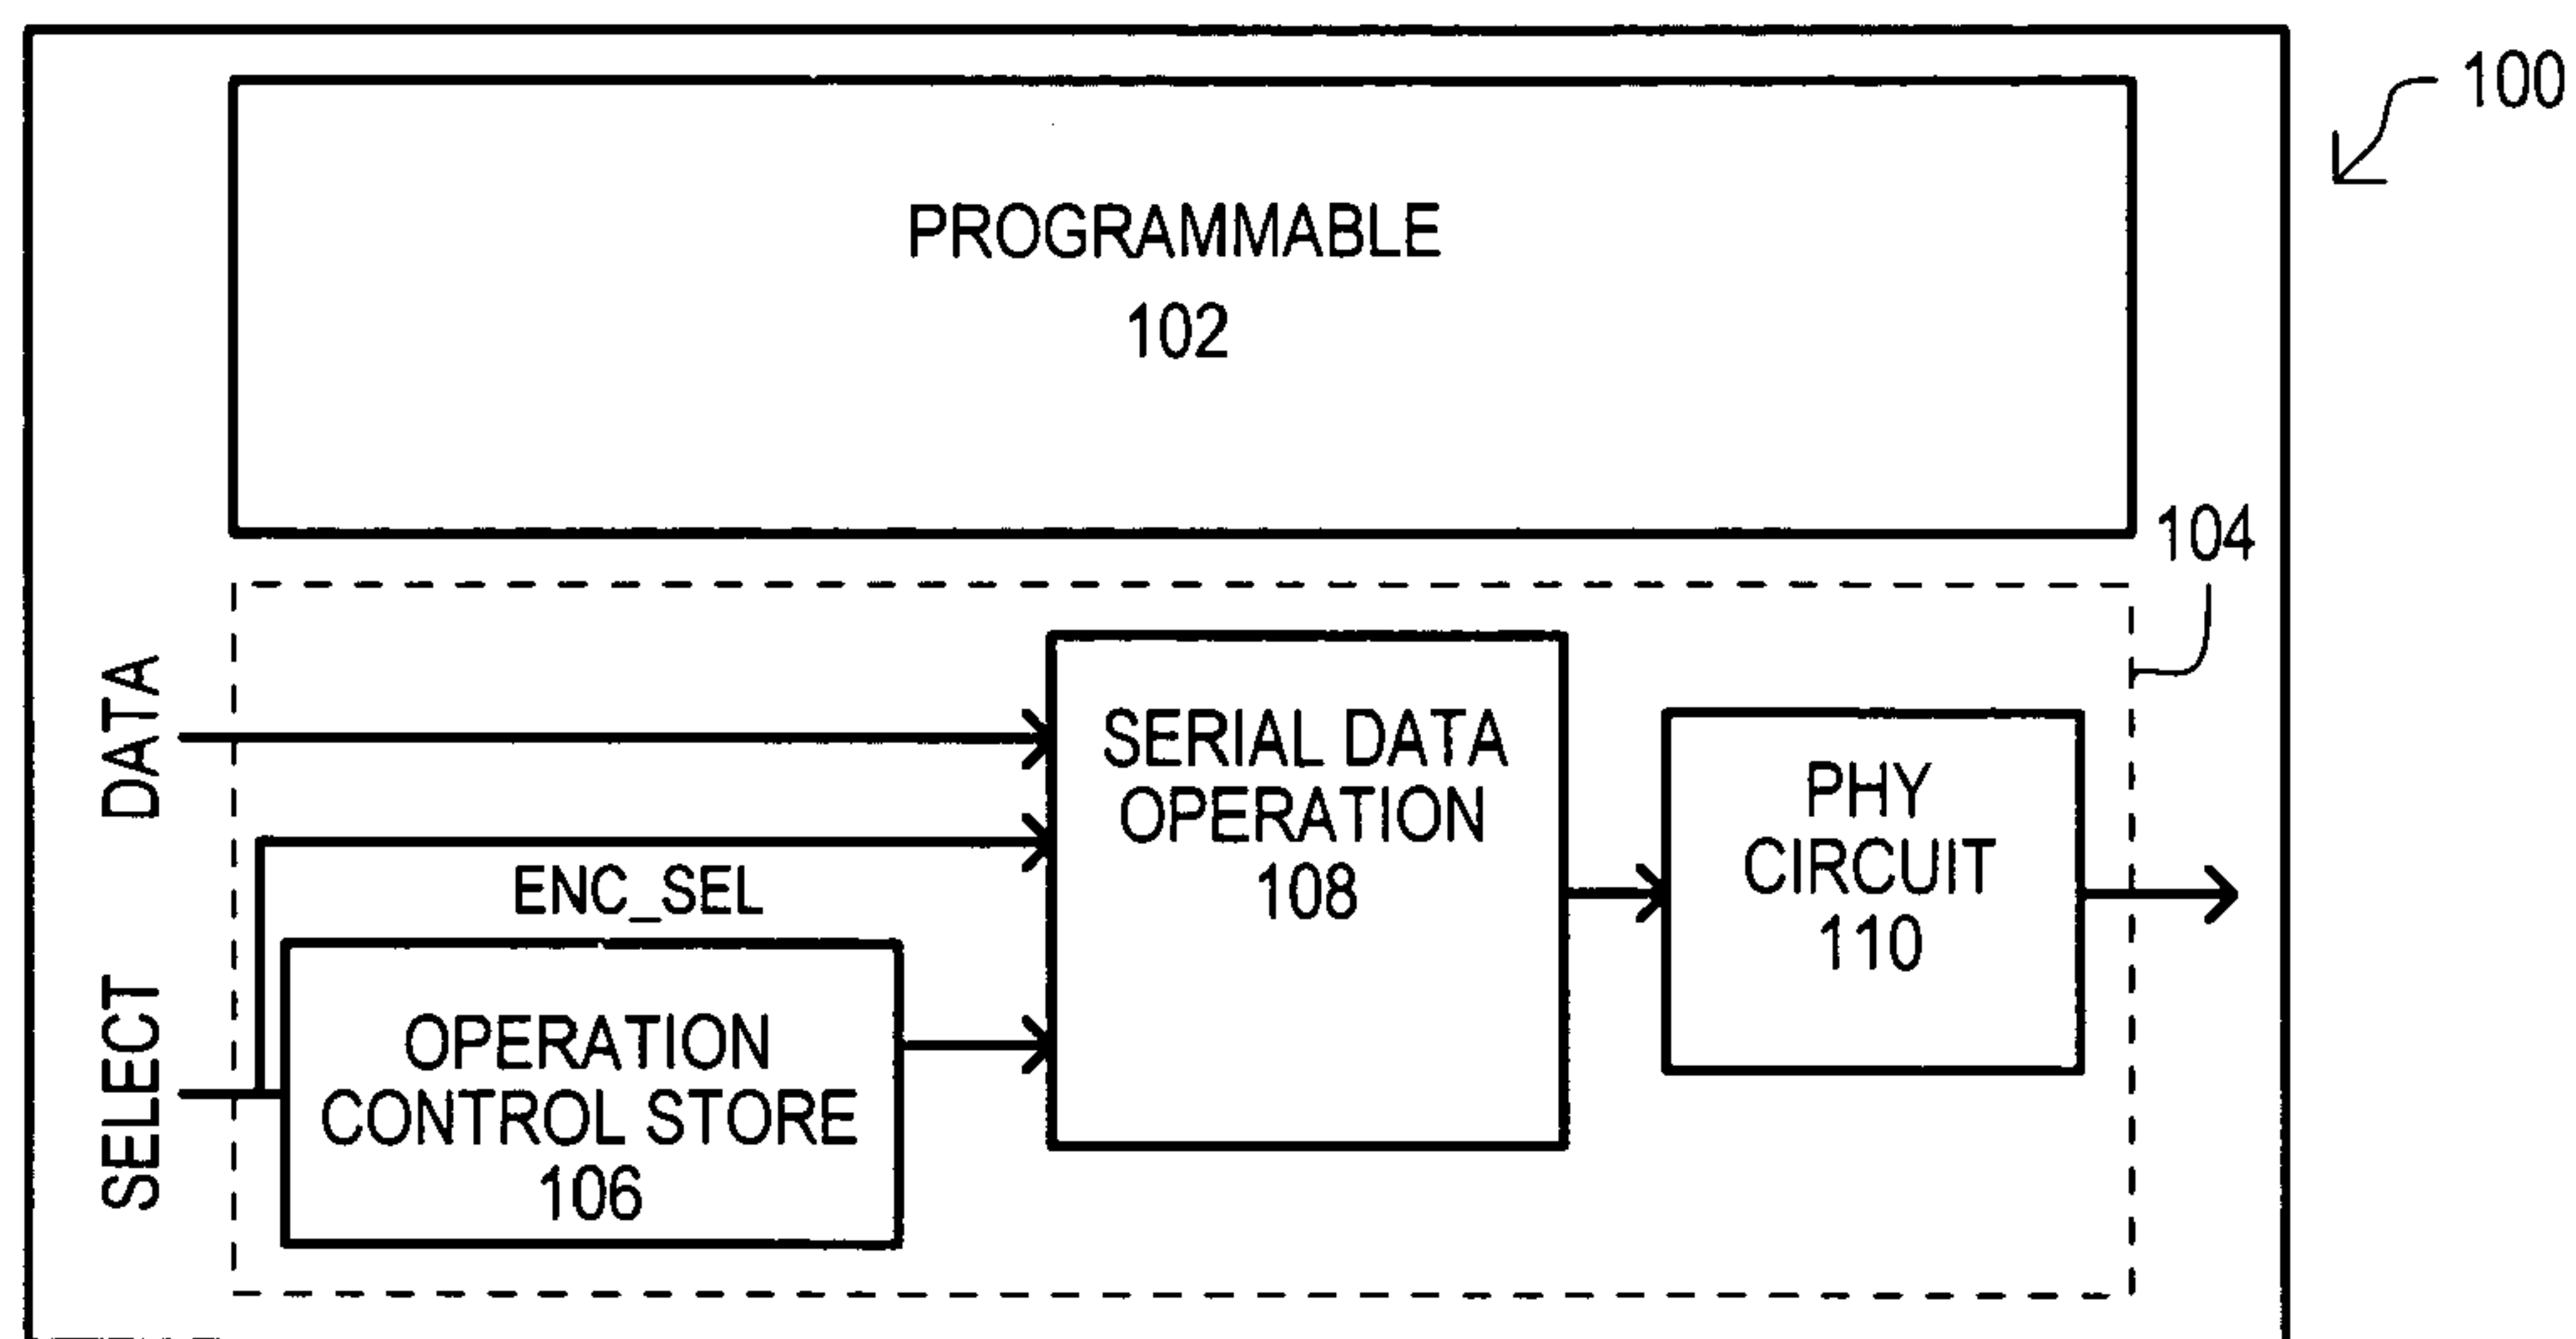 100
PROGRAMMABLE
102
104
DATA
SERIAL DATA
OPERATION
108
PHY
CIRCUIT
110
ENC_SEL
SELECT
OPERATION
CONTROL STORE
106